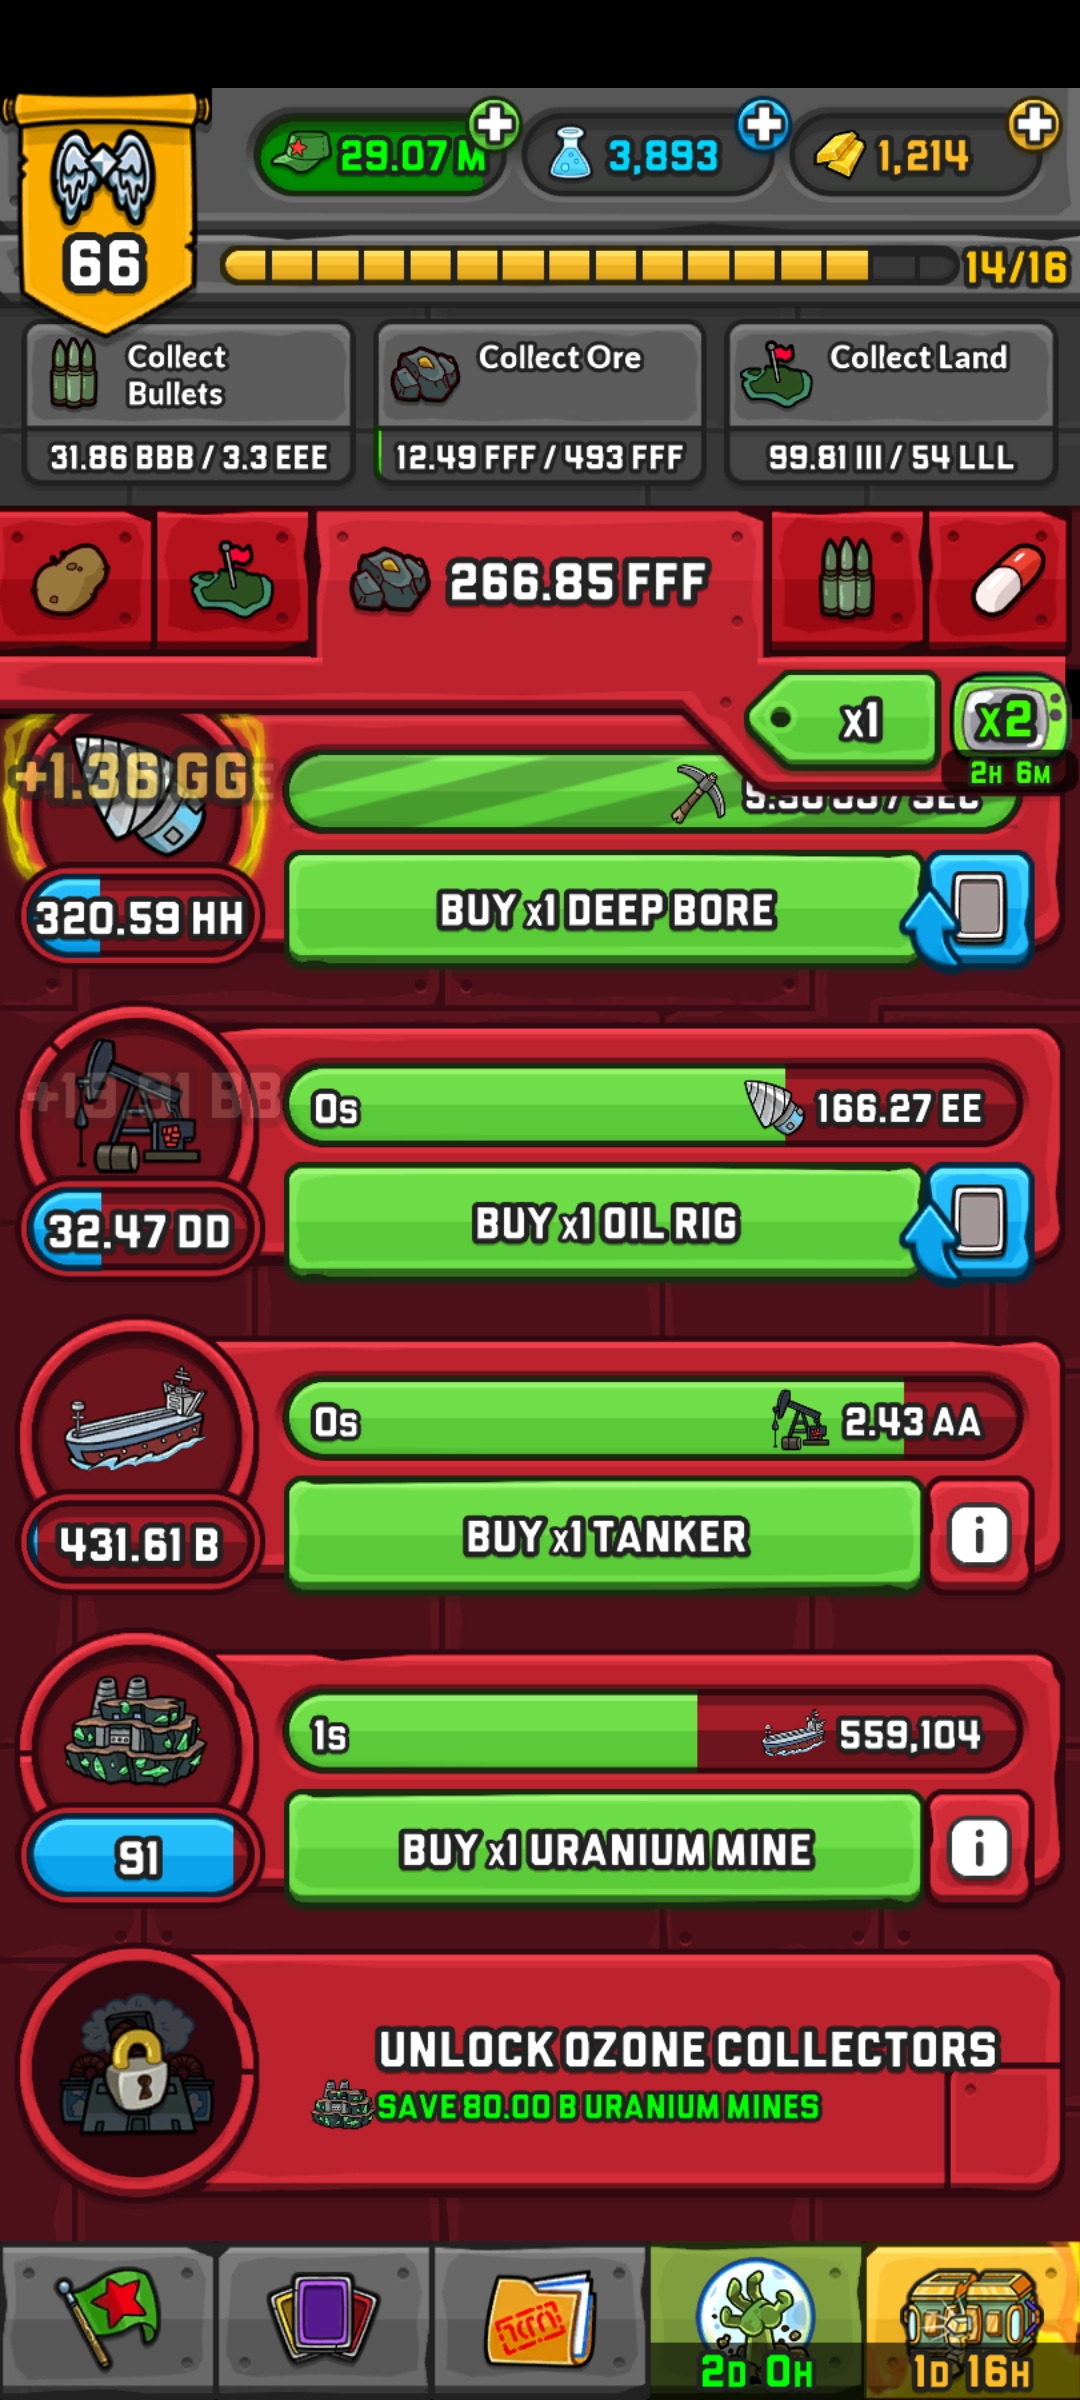 29.07 M
3,893
1,214
66
14/16
Collect
Bullets
Collect Ore
Collect Land
31.86 BBB / 3.3 EEE
12.49 FFF / 493 FFF
99.81 III / 54 LLL
266.85 FFF
x1
x2
2H 6M
+1.36 GG
/ SEC
320.59 HH
BUY x1 DEEP BORE
0s
166.27 EE
32.47 DD
BUY x1 OIL RIG
0s
2.43 AA
431.61 B
BUY x1 TANKER
i
1s
559,104
91
BUY x1 URANIUM MINE
i
UNLOCK OZONE COLLECTORS
SAVE 80.00 B URANIUM MINES
2D 0H
1D 16H